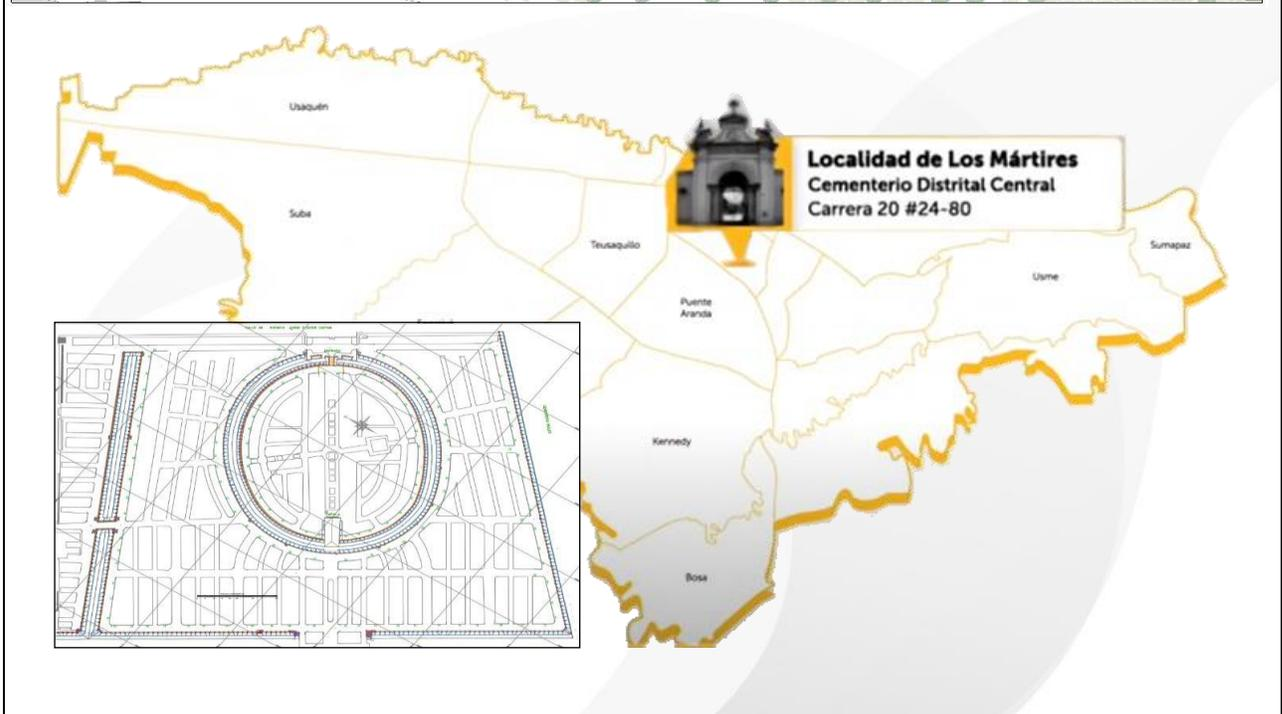 Usaquén
Localidad de Los Mártires
Cementerio Distrital Central
Carrera 20 #24-80
Suba
Teusaquillo
Sumapaz
Usme
Puente
Aranda
Kennedy
Bosa